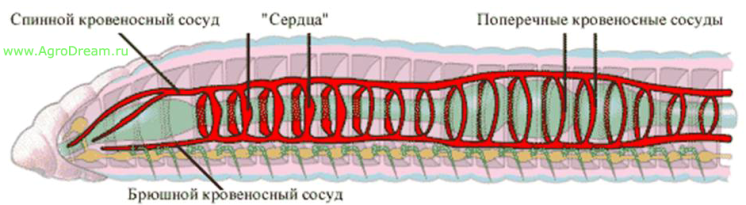 Спинной кровеносный сосуд
"Сердца"
Поперечные кровеносные сосуды
www.AgroDream.ru
Брюшной кровеносный сосуд